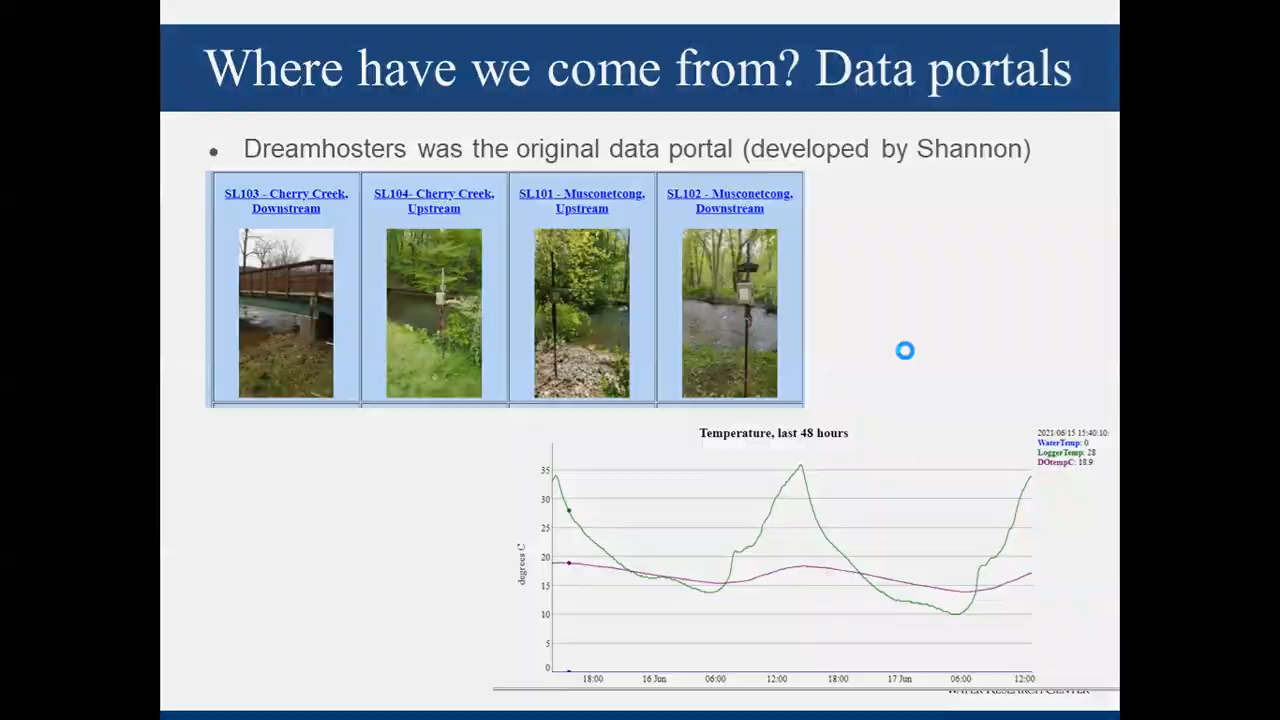 Where have we come from? Data portals
• Dreamhosters was the original data portal (developed by Shannon)
SL103 - Cherry Creek,
Downstream
SL104- Cherry Creek,
Upstream
SL101 - Musconetcong,
Upstream
SL102 - Musconetcong,
Downstream
Temperature, last 48 hours
2021/06/15 15:40:10:
WaterTemp: 0
LoggerTemp: 28
DOtempC: 18.9
degrees C
35
30
25
20
15
10
5
0
18:00 16 Jun 06:00 12:00 18:00 17 Jun 06:00 12:00
WATER RESEARCH CENTER